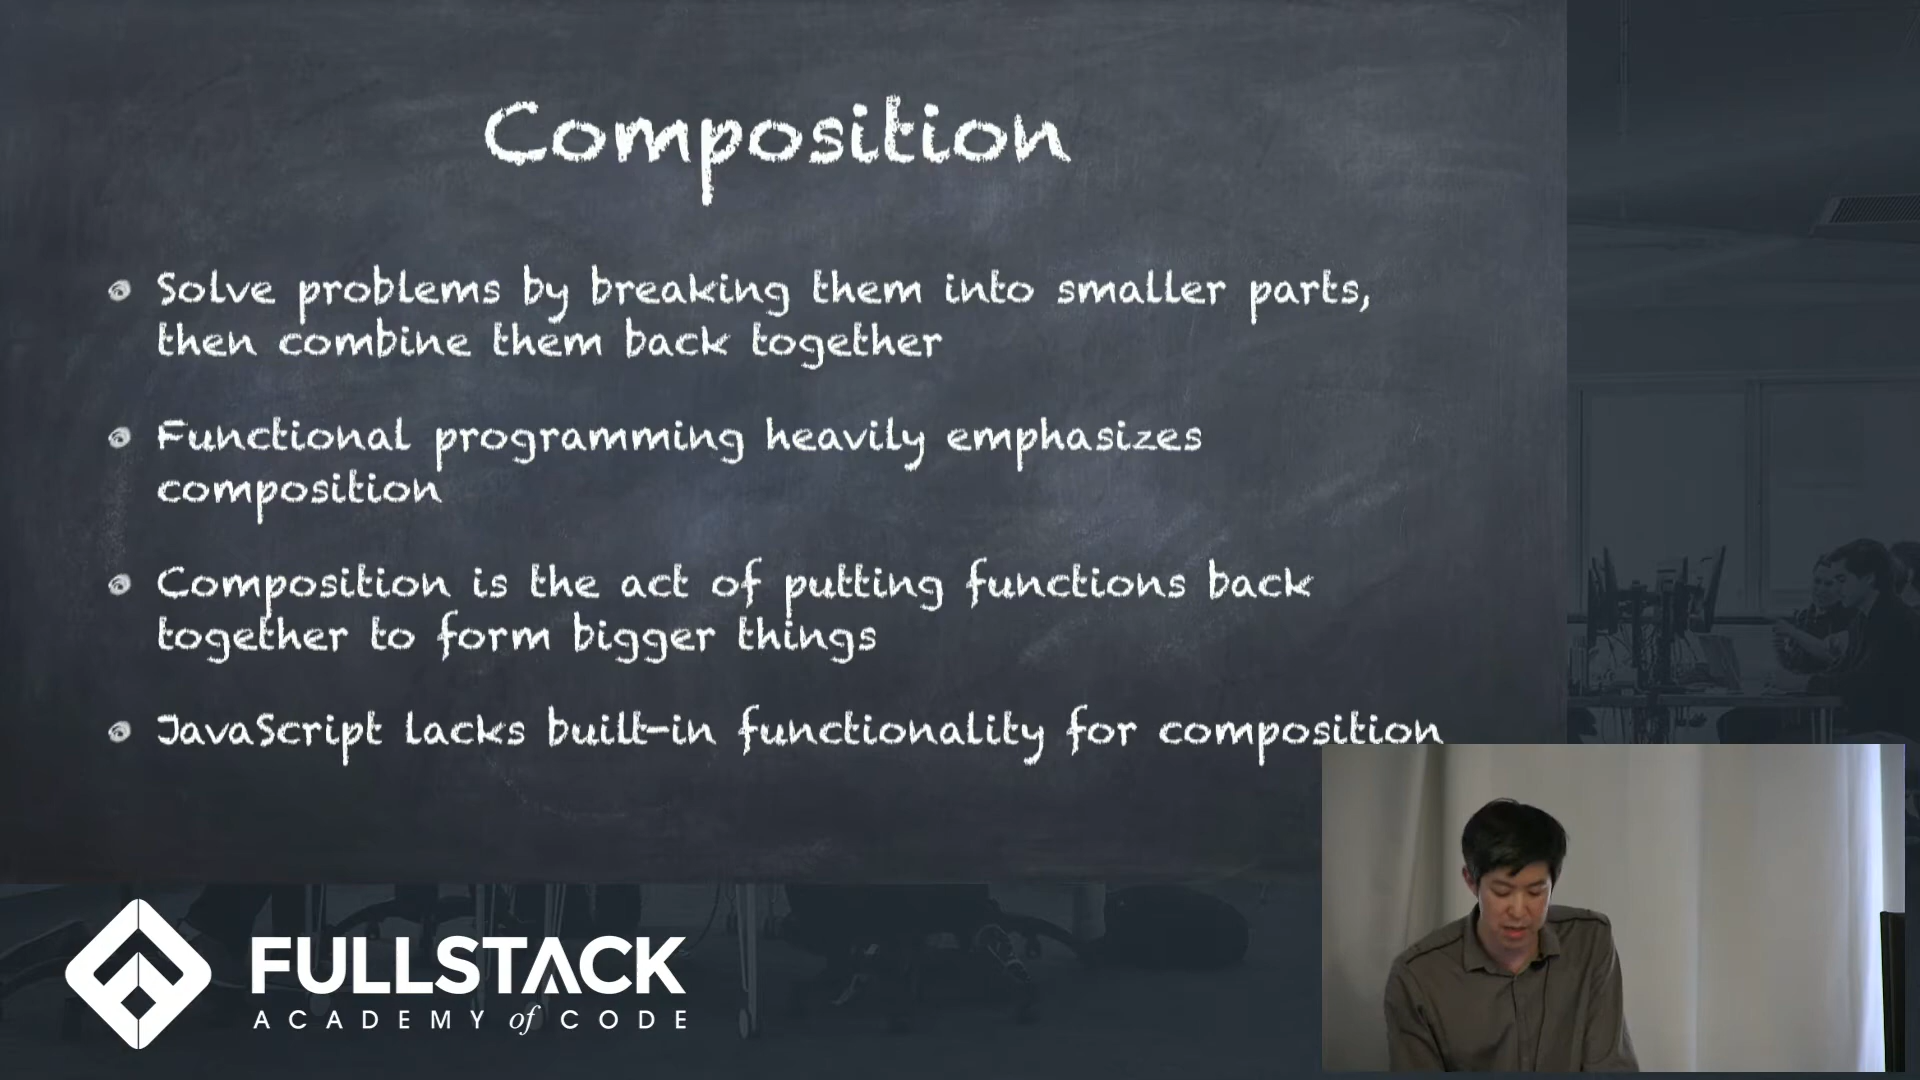 Composition
Solve problems by breaking them into smaller parts,
then combine them back together
Functional programming heavily emphasizes
composition
Composition is the act of putting functions back
together to form bigger things
JavaScript lacks built-in functionality for composition
FULLSTACK
ACADEMY of CODE